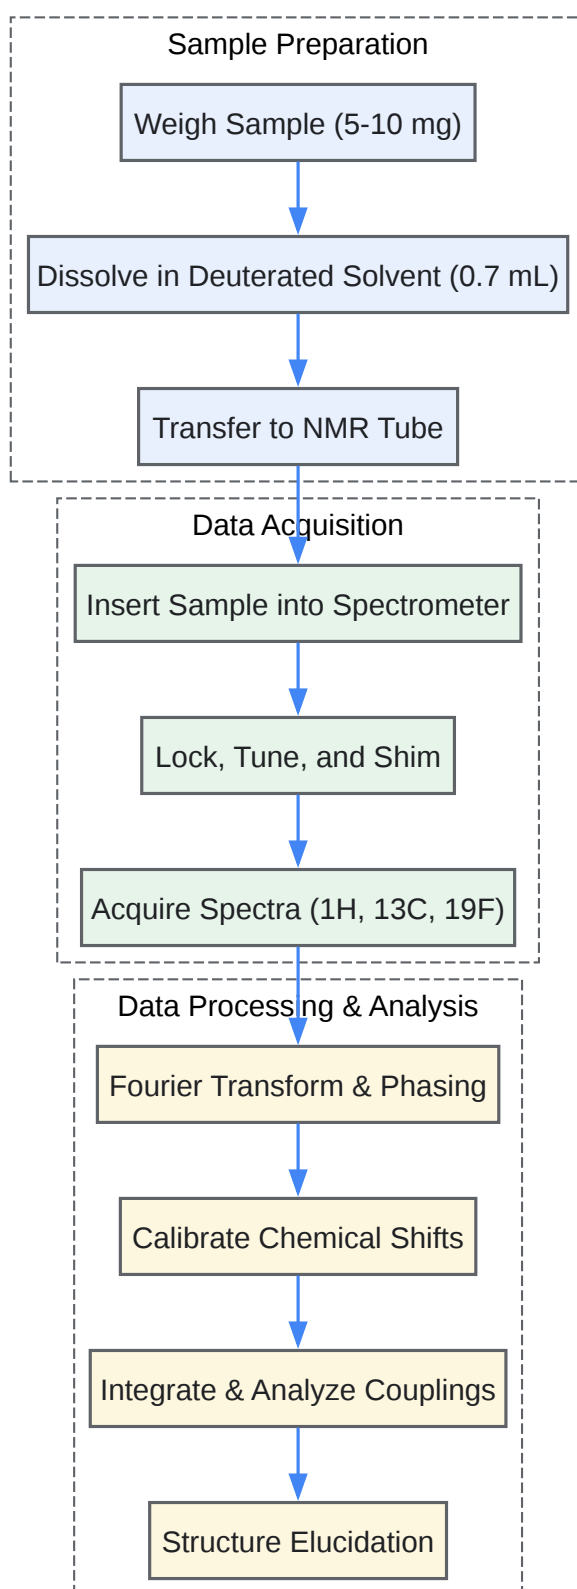 Sample Preparation
Weigh Sample (5-10 mg)
Dissolve in Deuterated Solvent (0.7 mL)
Transfer to NMR Tube
Data Acquisition
Insert Sample into Spectrometer
Lock, Tune, and Shim
Acquire Spectra (1H, 13C, 19F)
Data Processing & Analysis
Fourier Transform & Phasing
Calibrate Chemical Shifts
Integrate & Analyze Couplings
Structure Elucidation